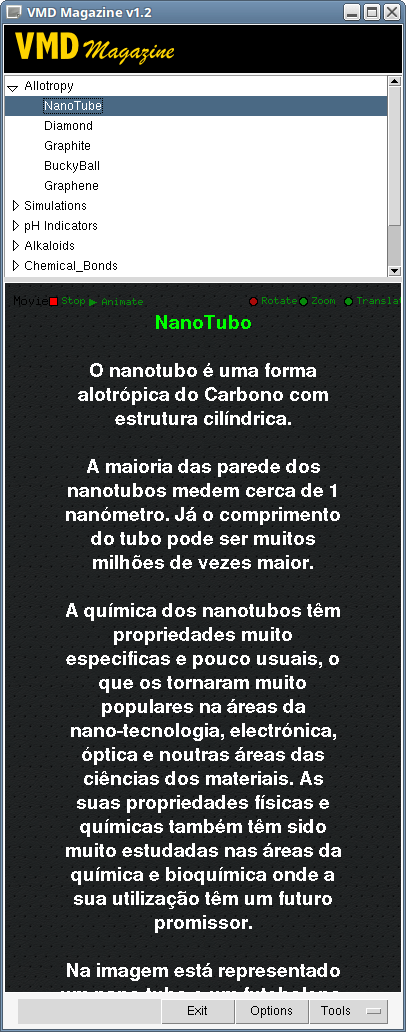 VMD Magazine v1.2
VMD Magazine
Allotropy
NanoTube
Diamond
Graphite
BuckyBall
Graphene
Simulations
pH Indicators
Alkaloids
Chemical_Bonds
Movie Stop Animate Rotate Zoom Translat
NanoTubo
O nanotubo é uma forma
alotrópica do Carbono com
estrutura cilíndrica.
A maioria das parede dos
nanotubos medem cerca de 1
nanómetro. Já o comprimento
do tubo pode ser muitos
milhões de vezes maior.
A química dos nanotubos têm
propriedades muito
especificas e pouco usuais, o
que os tornaram muito
populares na áreas da
nano-tecnologia, electrónica,
óptica e noutras áreas das
ciências dos materiais. As
suas propriedades físicas e
químicas também têm sido
muito estudadas nas áreas da
química e bioquímica onde a
sua utilização têm um futuro
promissor.
Na imagem está representado
um nano-tubo e um futeboleno
Exit Options Tools